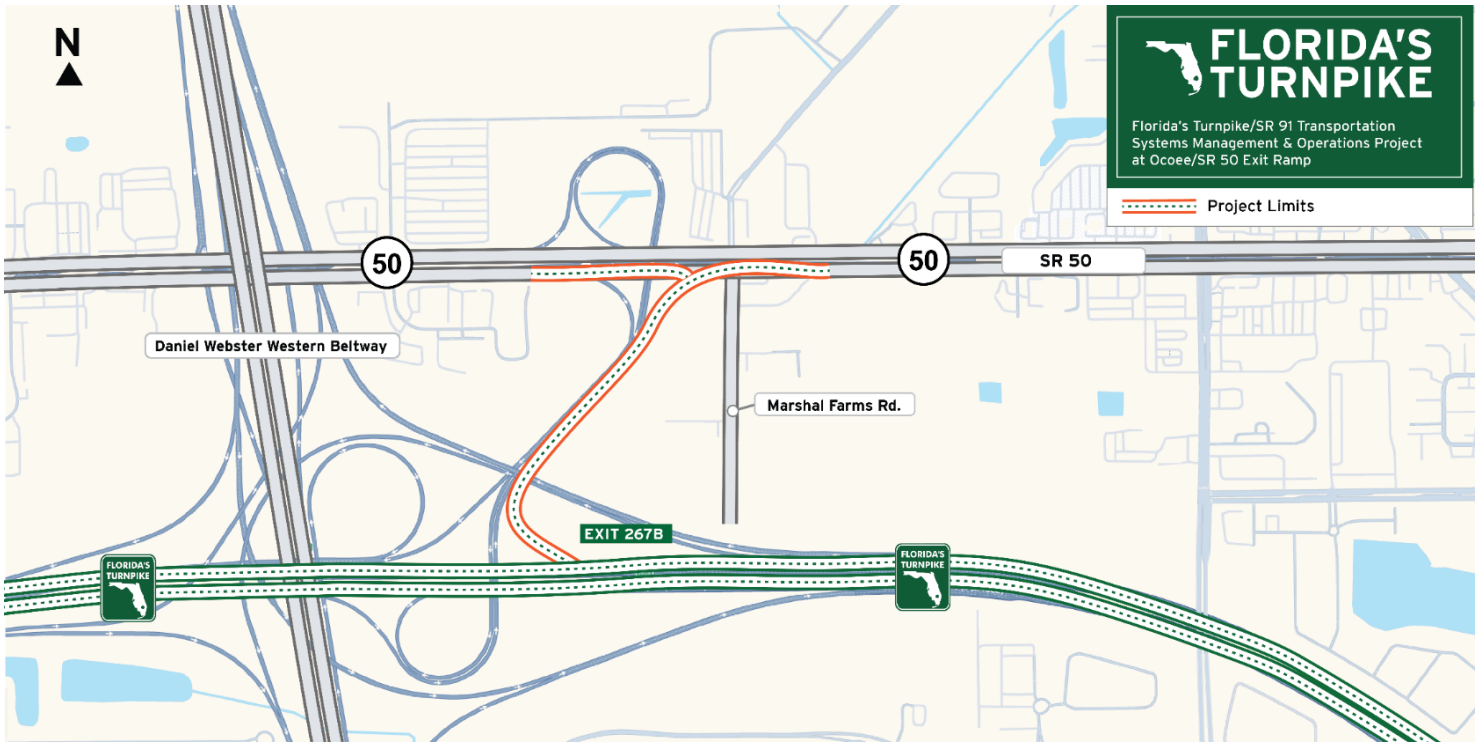 N
FLORIDA'S
TURNPIKE
Florida's Turnpike/SR 91 Transportation
Systems Management & Operations Project
at Ocoee/SR 50 Exit Ramp
Project Limits
50
50
SR 50
Daniel Webster Western Beltway
Marshal Farms Rd.
EXIT 267B
FLORIDA'S
TURNPIKE
FLORIDA'S
TURNPIKE